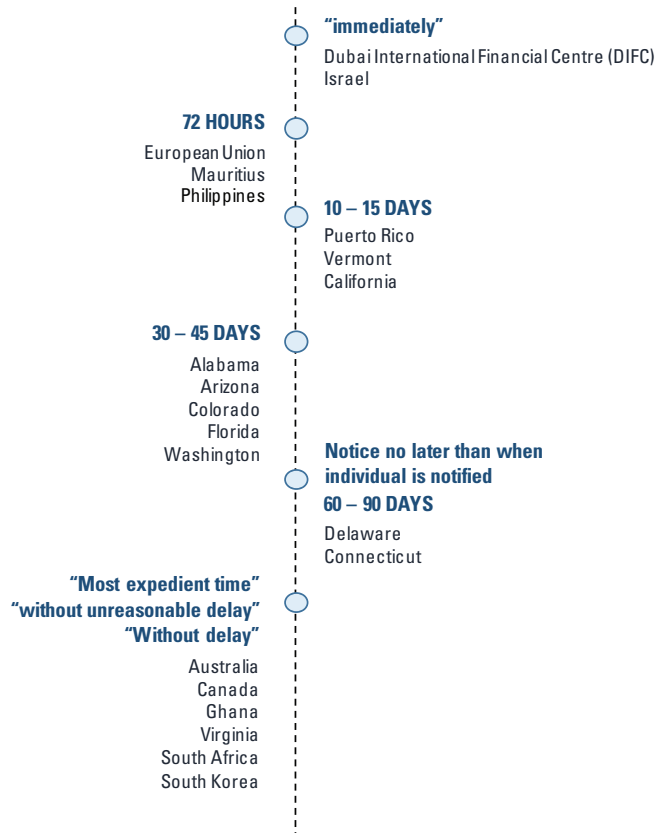 “immediately”
Dubai International Financial Centre (DIFC)
Israel
72 HOURS
European Union
Mauritius
Philippines
10 – 15 DAYS
Puerto Rico
Vermont
California
30 – 45 DAYS
Alabama
Arizona
Colorado
Florida
Washington
Notice no later than when
individual is notified
60 – 90 DAYS
Delaware
Connecticut
“Most expedient time”
“without unreasonable delay”
“Without delay”
Australia
Canada
Ghana
Virginia
South Africa
South Korea